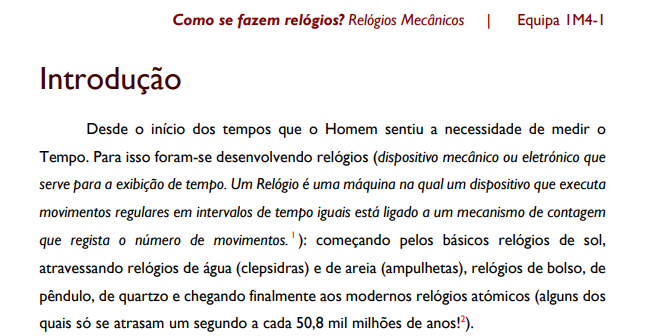 Como se fazem relógios? Relógios Mecânicos | Equipa 1M4-1
Introdução
Desde o início dos tempos que o Homem sentiu a necessidade de medir o
Tempo. Para isso foram-se desenvolvendo relógios (dispositivo mecânico ou eletrónico que
serve para a exibição de tempo. Um Relógio é uma máquina na qual um dispositivo que executa
movimentos regulares em intervalos de tempo iguais está ligado a um mecanismo de contagem
que regista o número de movimentos. 1 ): começando pelos básicos relógios de sol,
atravessando relógios de água (clepsidras) e de areia (ampulhetas), relógios de bolso, de
pêndulo, de quartzo e chegando finalmente aos modernos relógios atómicos (alguns dos
quais só se atrasam um segundo a cada 50,8 mil milhões de anos!2).